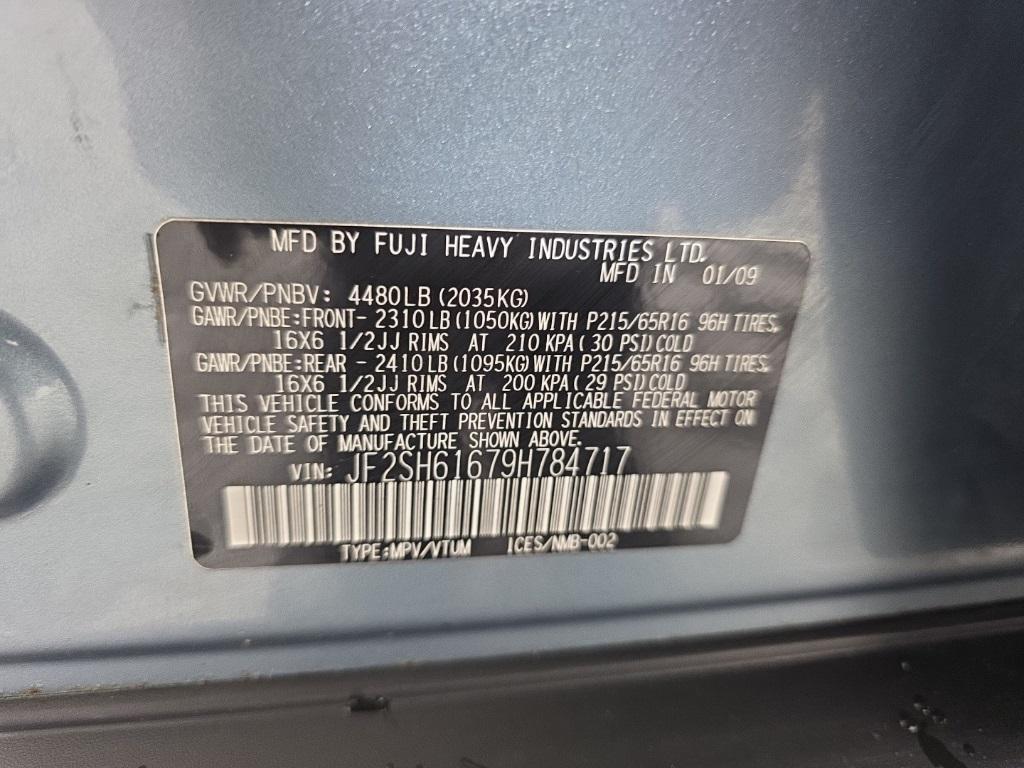 MFD BY FUJI HEAVY INDUSTRIES LTD.
MFD IN 01/09
GVWR/PNBV: 4480LB (2035KG)
GAWR/PNBE:FRONT- 2310LB (1050KG) WITH P215/65R16 96H TIRES,
16X6 1/2JJ RIMS AT 210 KPA ( 30 PSI) COLD
GAWR/PNBE:REAR - 2410LB (1095KG) WITH P215/65R16 96H TIRES,
16X6 1/2JJ RIMS AT 200 KPA ( 29 PSI) COLD
THIS VEHICLE CONFORMS TO ALL APPLICABLE FEDERAL MOTOR
VEHICLE SAFETY AND THEFT PREVENTION STANDARDS IN EFFECT ON
THE DATE OF MANUFACTURE SHOWN ABOVE.
VIN: JF2SH61679H784717
TYPE:MPV/VTUM ICES/NMB-002